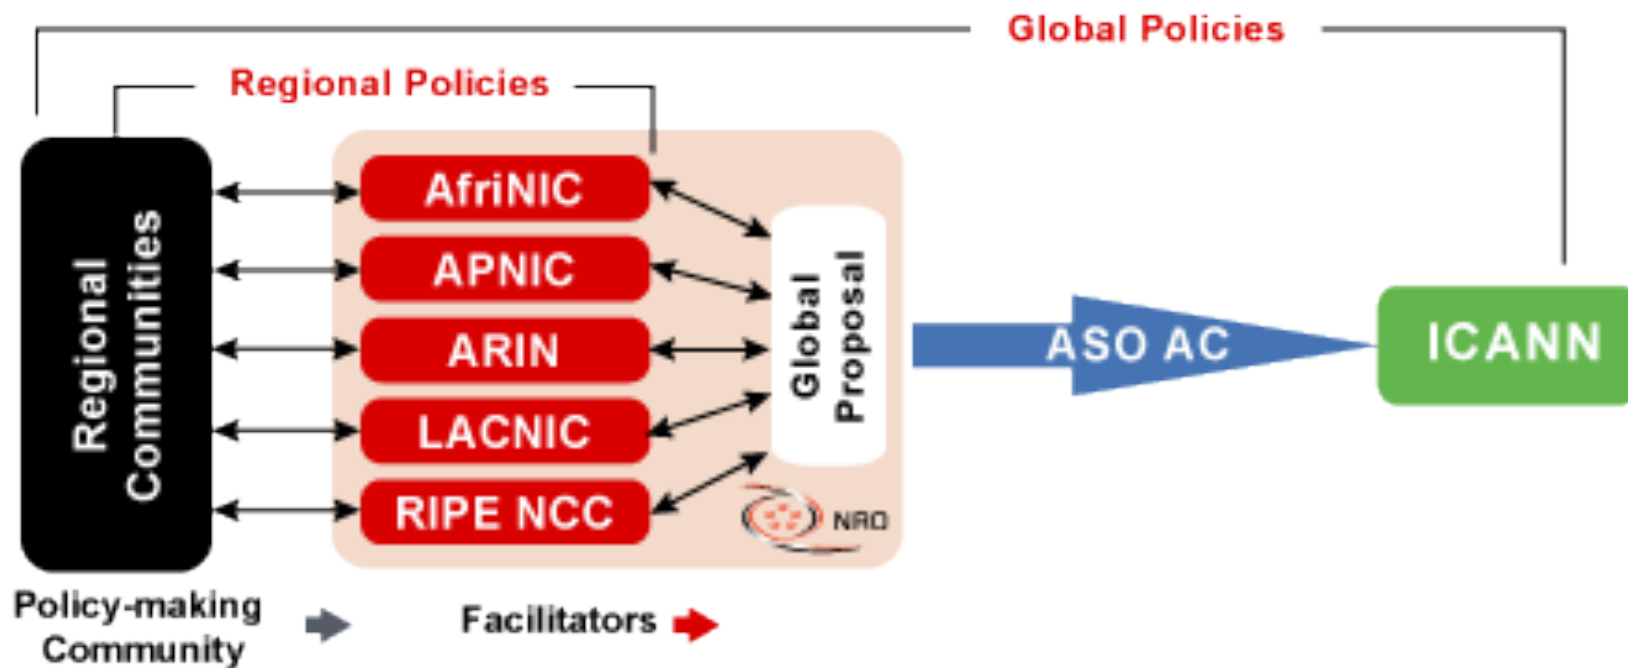 Global Policies
Regional Policies
Regional
Communities
AfriNIC
APNIC
ARIN
LACNIC
RIPE NCC
Global
Proposal
NRO
ASO AC
ICANN
Policy-making
Community
Facilitators